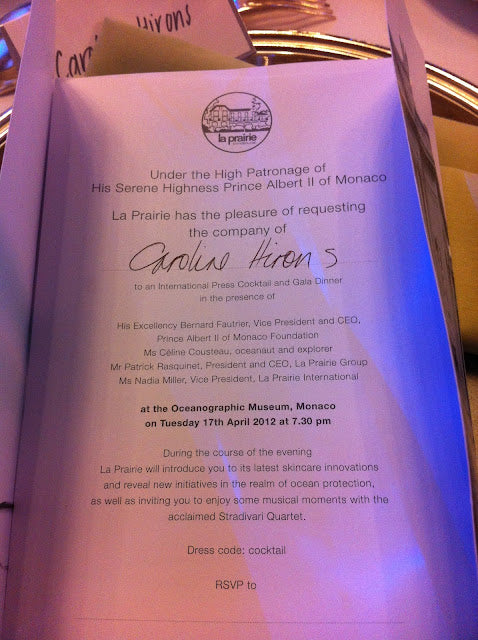 Caroline Hirons
la prairie
Under the High Patronage of
His Serene Highness Prince Albert II of Monaco
La Prairie has the pleasure of requesting
the company of
Caroline Hirons
to an International Press Cocktail and Gala Dinner
in the presence of
His Excellency Bernard Fautrier, Vice President and CEO,
Prince Albert II of Monaco Foundation
Ms Céline Cousteau, oceanaut and explorer
Mr Patrick Rasquinet, President and CEO, La Prairie Group
Ms Nadia Miller, Vice President, La Prairie International
at the Oceanographic Museum, Monaco
on Tuesday 17th April 2012 at 7.30 pm
During the course of the evening
La Prairie will introduce you to its latest skincare innovations
and reveal new initiatives in the realm of ocean protection,
as well as inviting you to enjoy some musical moments with the
acclaimed Stradivari Quartet.
Dress code: cocktail
RSVP to